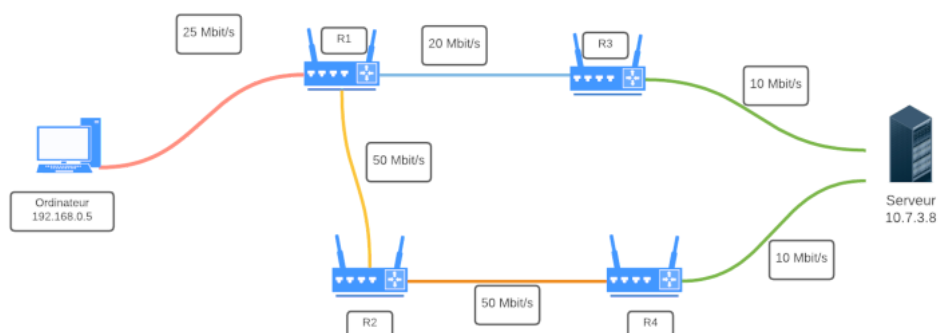 25 Mbit/s
R1
20 Mbit/s
R3
10 Mbit/s
50 Mbit/s
Ordinateur
192.168.0.5
Serveur
10.7.3.8
10 Mbit/s
50 Mbit/s
R2
R4